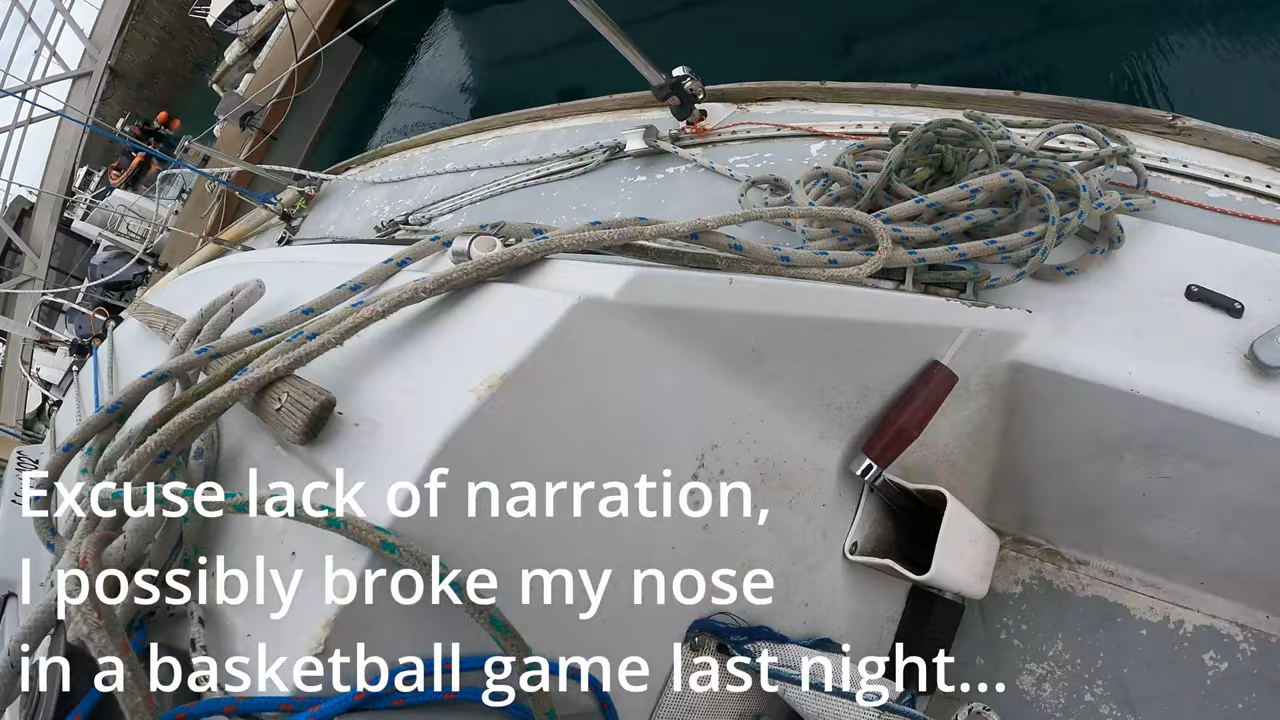 Excuse lack of narration,
I possibly broke my nose
in a basketball game last night...